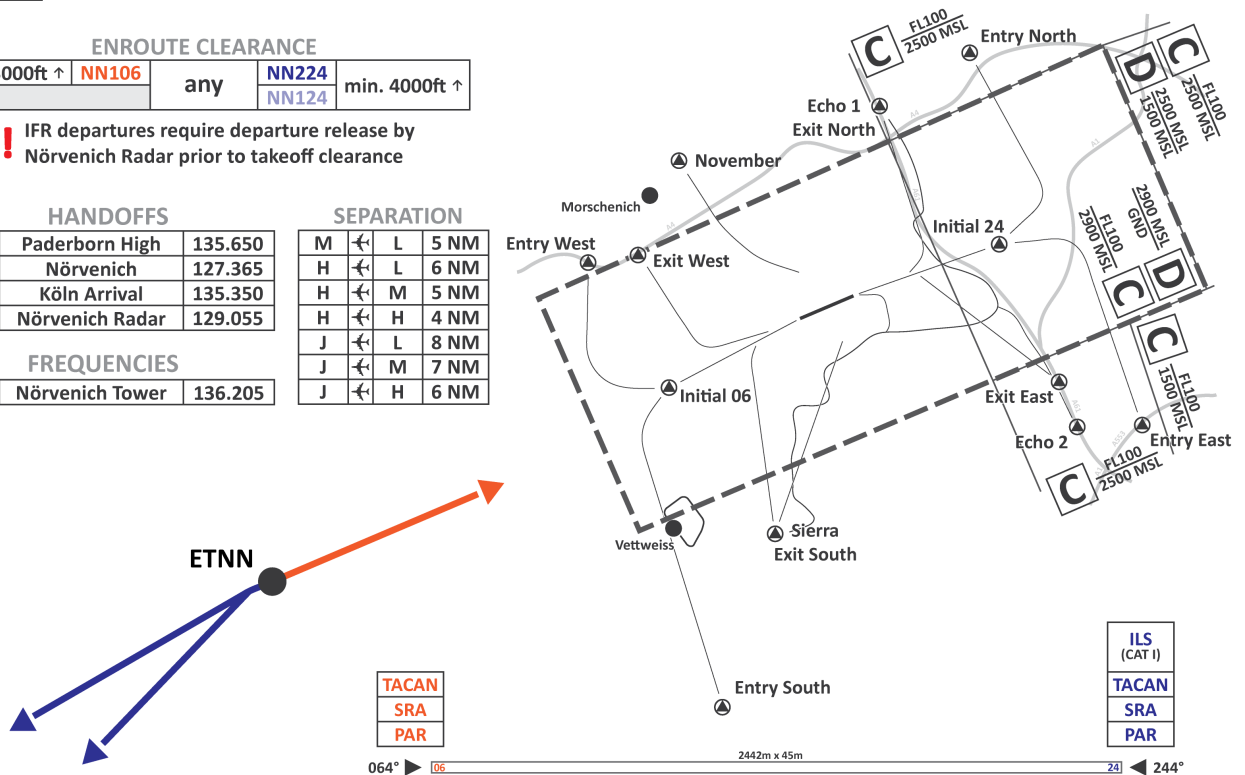 ENROUTE CLEARANCE
000ft ↑ NN106 any NN224 min. 4000ft ↑
NN124
! IFR departures require departure release by
Nörvenich Radar prior to takeoff clearance
HANDOFFS
Paderborn High 135.650
Nörvenich 127.365
Köln Arrival 135.350
Nörvenich Radar 129.055
FREQUENCIES
Nörvenich Tower 136.205
SEPARATION
M L 5 NM
H L 6 NM
H M 5 NM
H H 4 NM
J L 8 NM
J M 7 NM
J H 6 NM
C FL100
2500 MSL
Entry North
C FL100
2500 MSL
D 2500 MSL
1500 MSL
Echo 1
Exit North
A4
A1
November
Morschenich
A4
Entry West
Exit West
Initial 24
2900 MSL
GND
D
FL100
2900 MSL
C
C
FL100
1500 MSL
Initial 06
Exit East
A61
Echo 2
A553
Entry East
FL100
2500 MSL
C
Vettweiss
Sierra
Exit South
Entry South
ETNN
TACAN
SRA
PAR
ILS
(CAT I)
TACAN
SRA
PAR
2442m x 45m
064° 06 24 244°